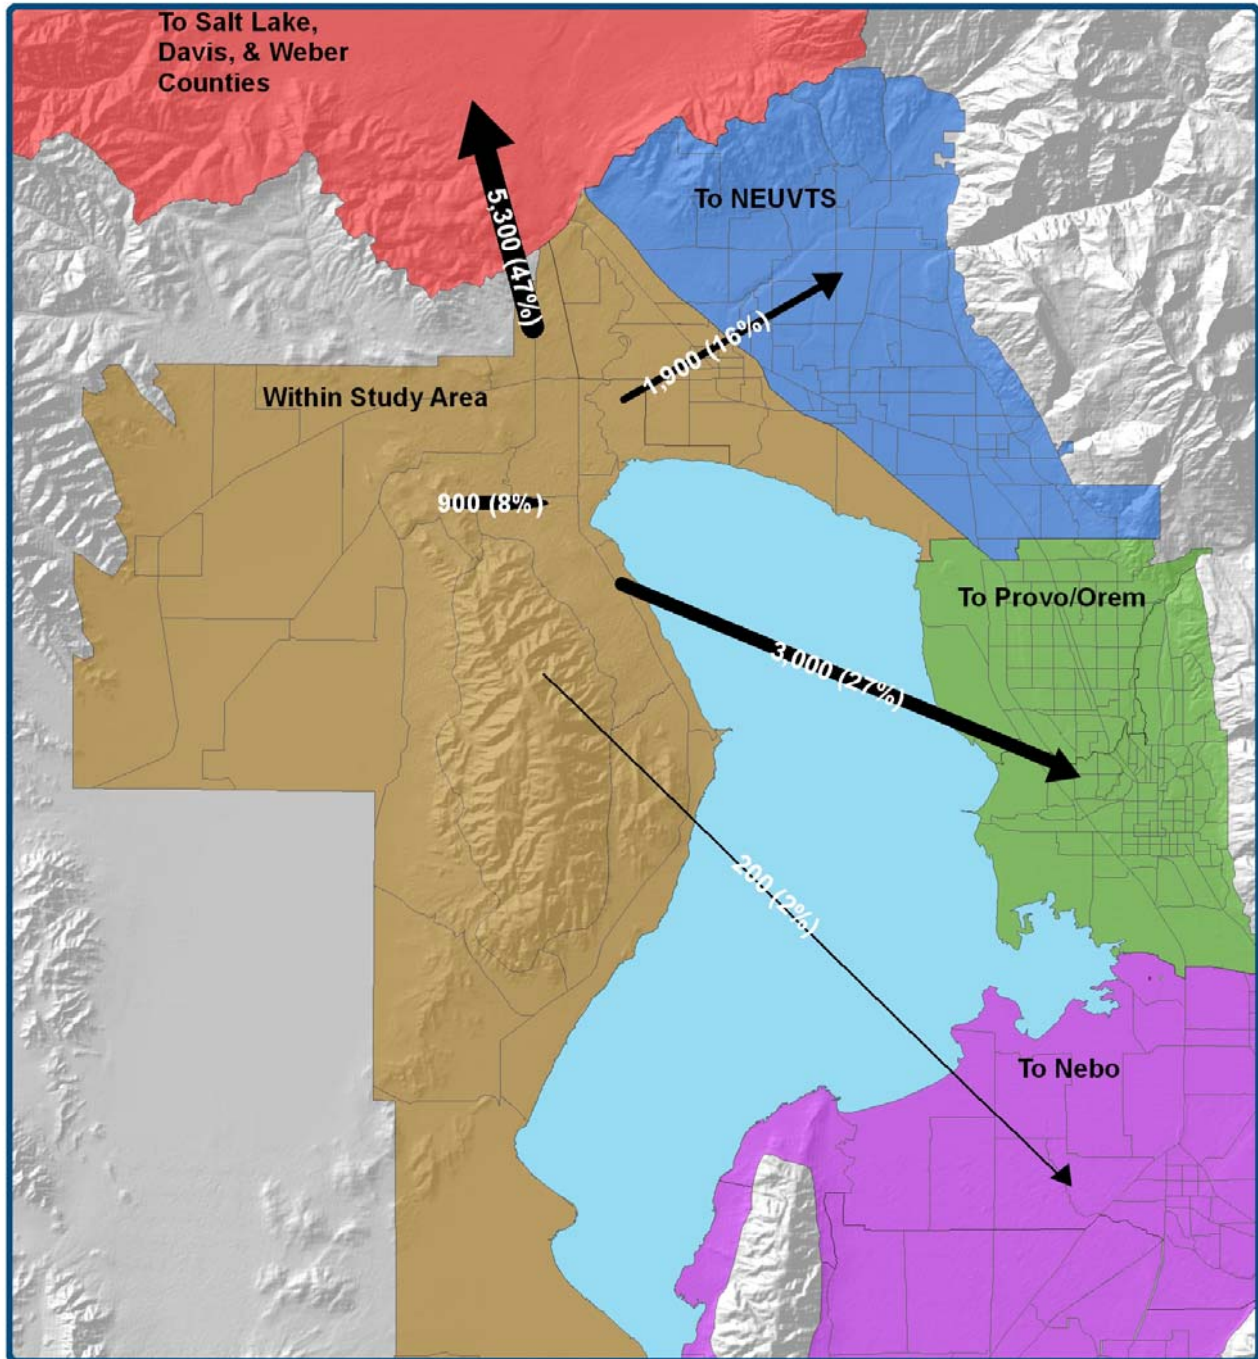 To Salt Lake,
Davis, & Weber
Counties
5,300 (47%)
To NEUVTS
1,900 (16%)
Within Study Area
900 (8%)
To Provo/Orem
3,000 (27%)
200 (2%)
To Nebo